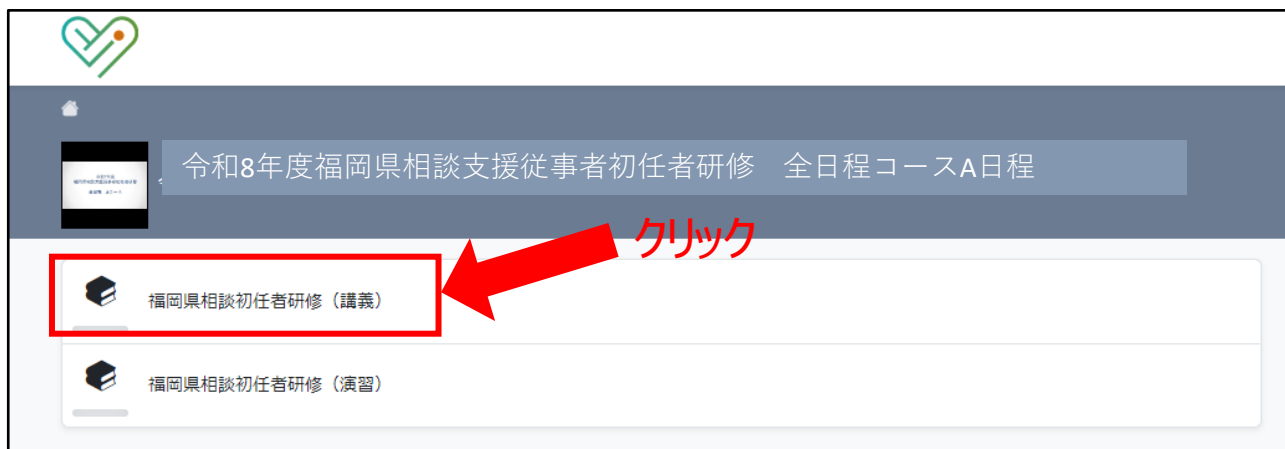 令和8年度福岡県相談支援従事者初任者研修　全日程コースA日程
クリック
福岡県相談初任者研修（講義）
福岡県相談初任者研修（演習）